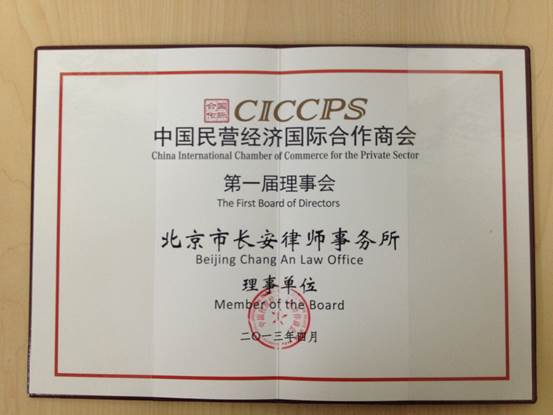 CICCPS
中国民营经济国际合作商会
China International Chamber of Commerce for the Private Sector
第一届理事会
The First Board of Directors
北京市长安律师事务所
Beijing Chang An Law Office
理事单位
Member of the Board
二〇一三年四月